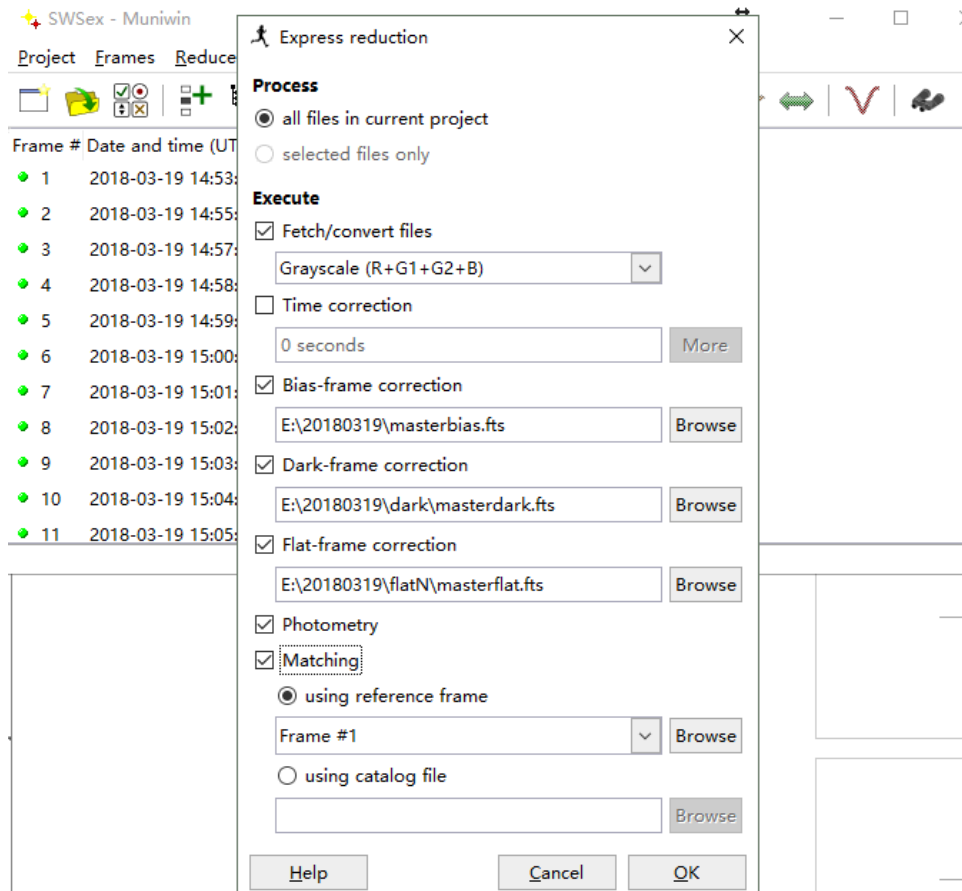 SWSex - Muniwin
Project Frames Reduce
Frame # Date and time (UT
1 2018-03-19 14:53:
2 2018-03-19 14:55:
3 2018-03-19 14:57:
4 2018-03-19 14:58:
5 2018-03-19 14:59:
6 2018-03-19 15:00:
7 2018-03-19 15:01:
8 2018-03-19 15:02:
9 2018-03-19 15:03:
10 2018-03-19 15:04:
11 2018-03-19 15:05:
Express reduction
Process
all files in current project
selected files only
Execute
Fetch/convert files
Grayscale (R+G1+G2+B)
Time correction
0 seconds More
Bias-frame correction
E:\20180319\masterbias.fts Browse
Dark-frame correction
E:\20180319\dark\masterdark.fts Browse
Flat-frame correction
E:\20180319\flatN\masterflat.fts Browse
Photometry
Matching
using reference frame
Frame #1 Browse
using catalog file
Browse
Help Cancel OK